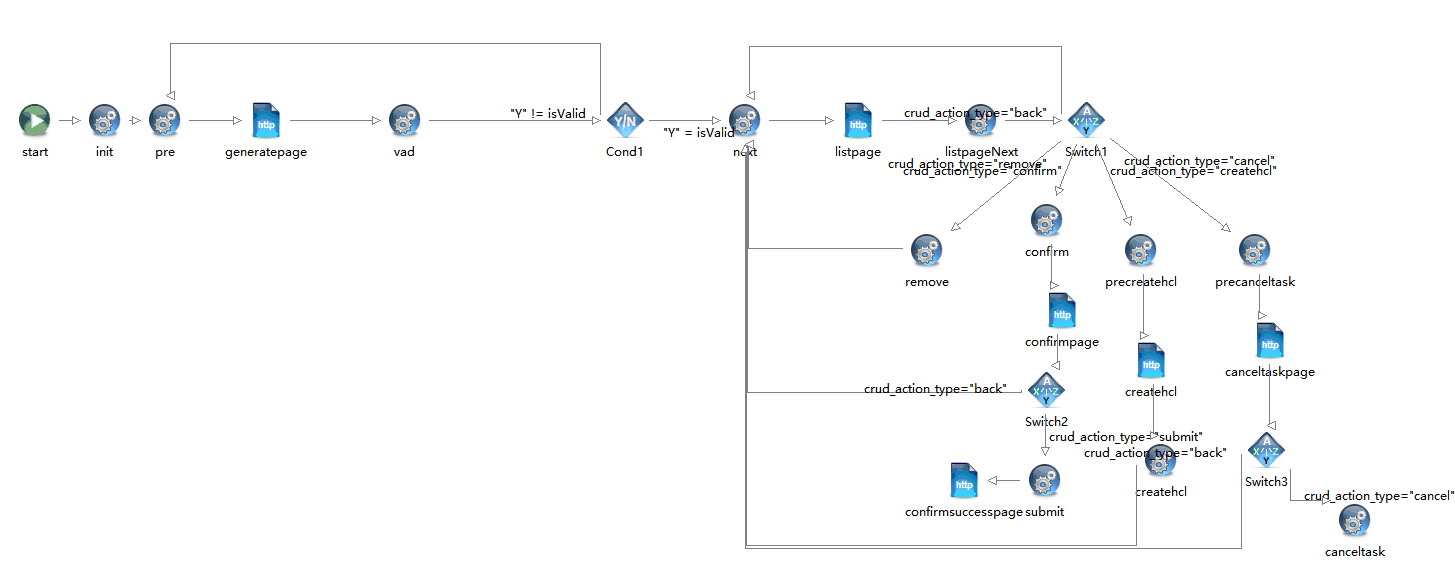 "Y" != isValid
crud_action_type="back"
"Y" = isValid
start
init
pre
http
generatepage
vad
Y/N
Cond1
next
http
listpage
listpageNext
A
X Z
Y
Switch1
crud_action_type="remove"
crud_action_type="confirm"
crud_action_type="cancel"
crud_action_type="createhcl"
confirm
remove
precreatehcl
precanceltask
http
confirmpage
http
canceltaskpage
http
createhcl
crud_action_type="back"
A
X Z
Y
Switch2
crud_action_type="submit"
crud_action_type="back"
A
X Z
Y
Switch3
createhcl
http
confirmsuccesspage
submit
crud_action_type="cancel"
canceltask